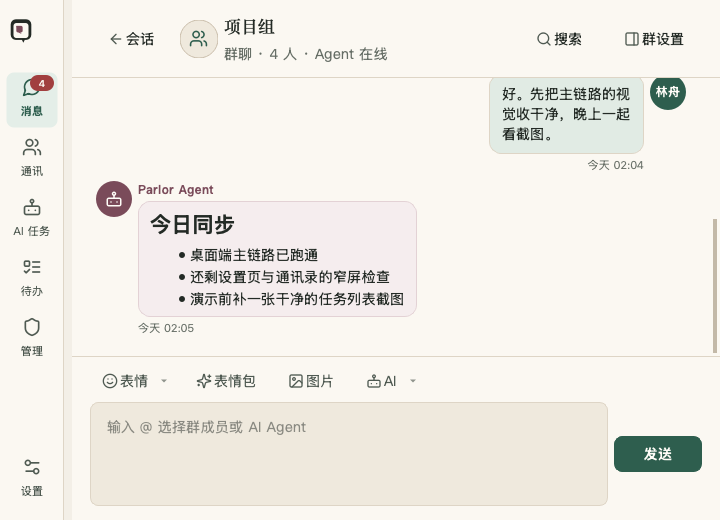 4
消息
通讯
AI 任务
待办
管理
设置
会话
项目组
群聊 · 4 人 · Agent 在线
搜索
群设置
好。先把主链路的视
觉收干净，晚上一起
看截图。
林舟
今天 02:04
Parlor Agent
今日同步
• 桌面端主链路已跑通
• 还剩设置页与通讯录的窄屏检查
• 演示前补一张干净的任务列表截图
今天 02:05
表情
表情包
图片
AI
输入 @ 选择群成员或 AI Agent
发送